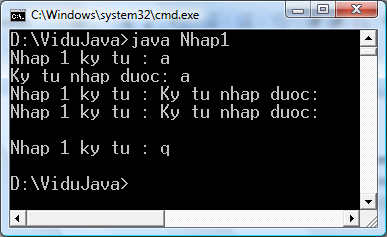 C:\Windows\system32\cmd.exe
D:\ViduJava>java Nhap1
Nhap 1 ky tu : a
Ky tu nhap duoc: a
Nhap 1 ky tu : Ky tu nhap duoc:
Nhap 1 ky tu : Ky tu nhap duoc:
Nhap 1 ky tu : q
D:\ViduJava>